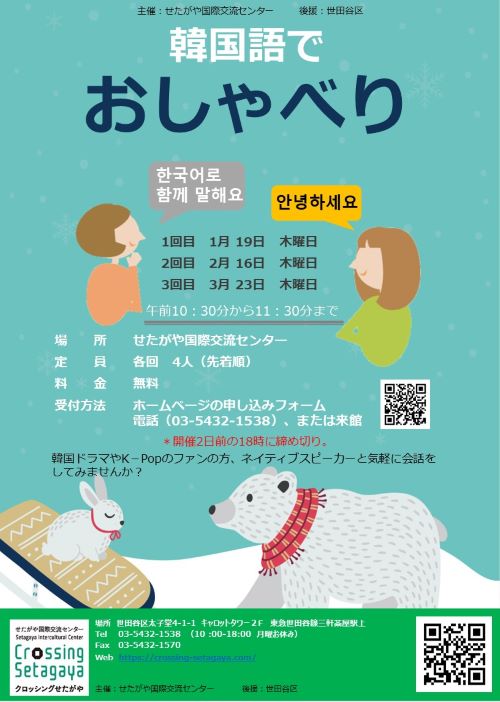 主催：せたがや国際交流センター　後援：世田谷区
韓国語で
おしゃべり
한국어로
함께 말해요
안녕하세요
1回目　1月 19日　木曜日
2回目　2月 16日　木曜日
3回目　3月 23日　木曜日
午前10：30分から11：30分まで
場　所　せたがや国際交流センター
定　員　各回　4人（先着順）
料　金　無料
受付方法　ホームページの申し込みフォーム
電話（03-5432-1538）、または来館
＊開催2日前の18時に締め切り。
韓国ドラマやK－Popのファンの方、ネイティブスピーカーと気軽に会話を
してみませんか？
せたがや国際交流センター
Setagaya Intercultural Center
Crossing
Setagaya
クロッシングせたがや
場所　世田谷区太子堂4-1-1　キャロットタワー２F　東急世田谷線三軒茶屋駅上
Tel　03-5432-1538　（10 :00-18:00 月曜お休み）
Fax　03-5432-1570
Web　https://crossing-setagaya.com/
主催：せたがや国際交流センター　後援：世田谷区